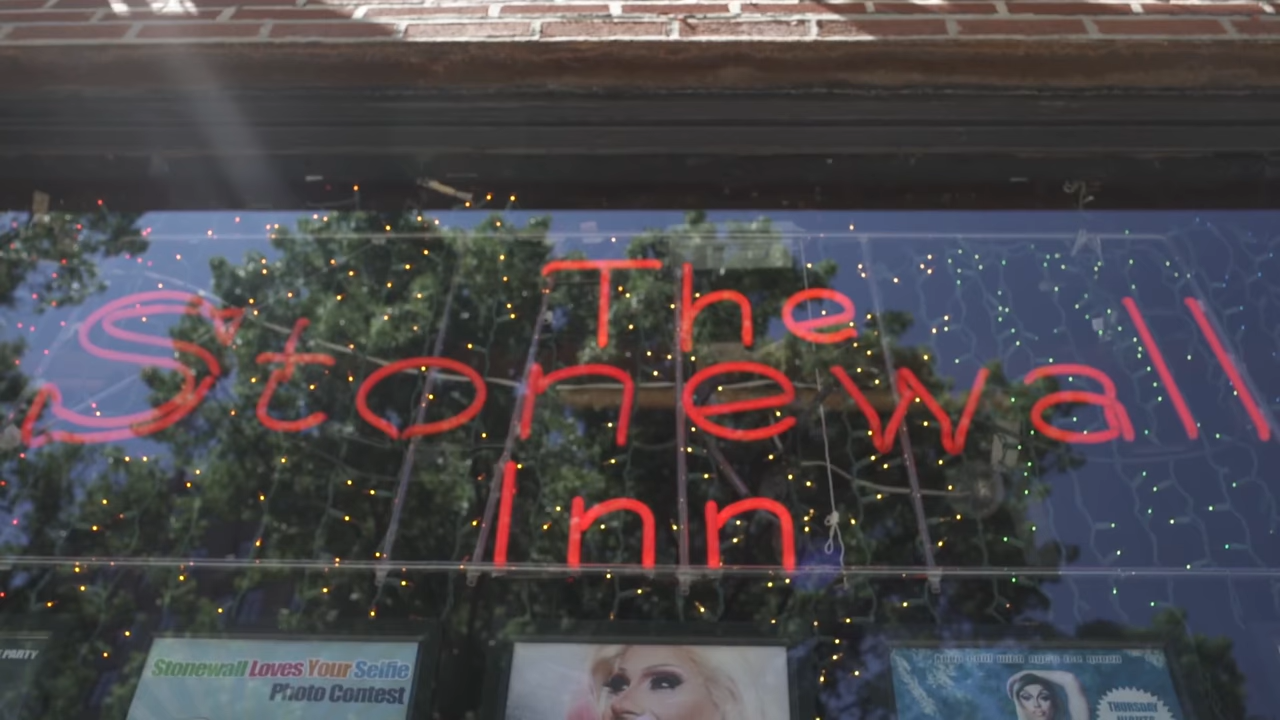 The
Stonewall
Inn
PARTY
Stonewall Loves Your Selfie
Photo Contest
THURSDAY